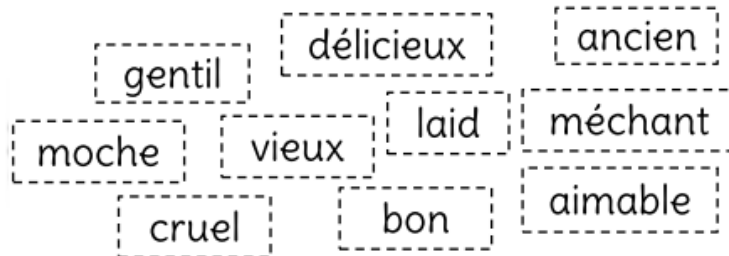 délicieux
ancien
gentil
laid
méchant
moche
vieux
aimable
cruel
bon